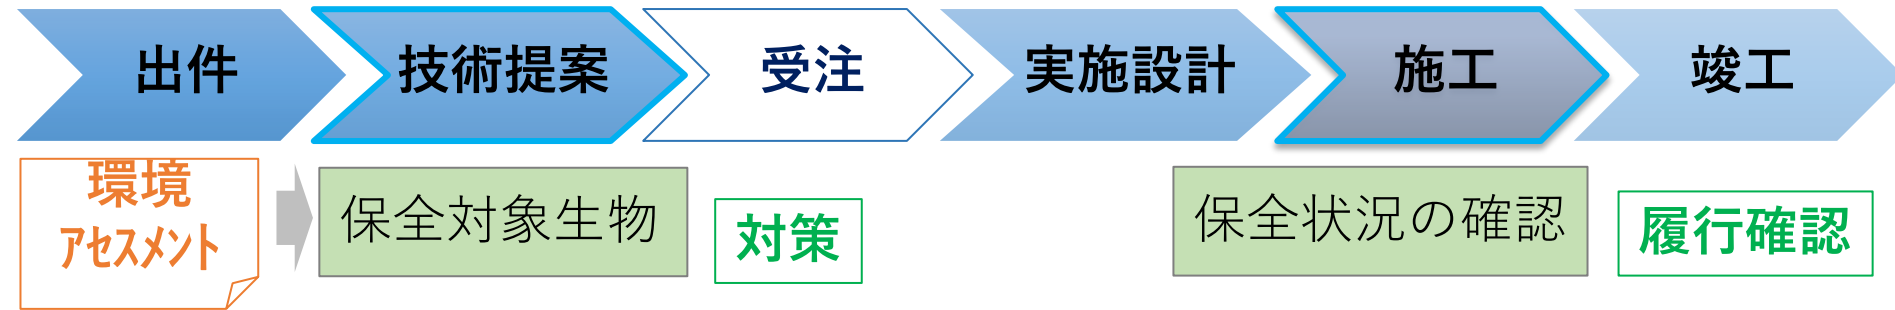 出件
技術提案
受注
実施設計
施工
竣工
環境
アセスメント
保全対象生物
対策
保全状況の確認
履行確認